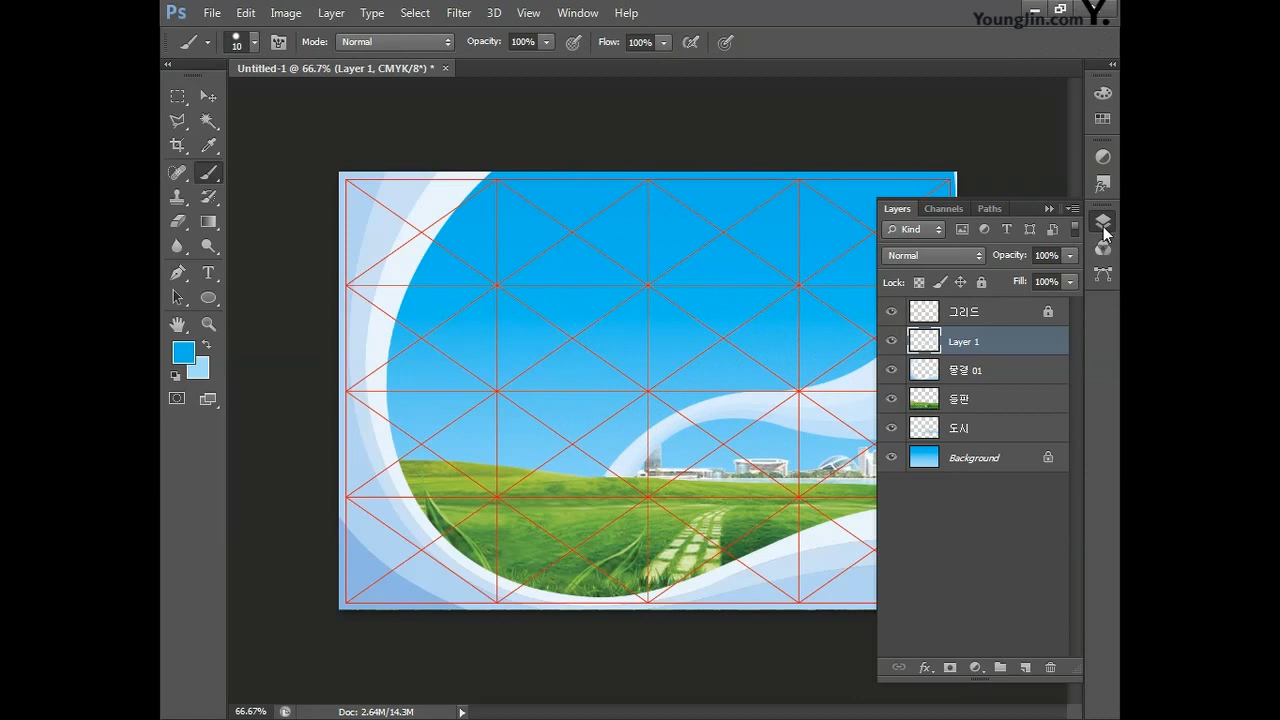 Ps File Edit Image Layer Type Select Filter 3D View Window Help
YoungJin.com Y.
10 Mode: Normal Opacity: 100% Flow: 100%
Untitled-1 @ 66.7% (Layer 1, CMYK/8*) * ×
Layers Channels Paths
Kind
Normal Opacity: 100%
Lock: Fill: 100%
그리드
Layer 1
풍경 01
들판
도시
Background
66.67% Doc: 2.64M/14.3M